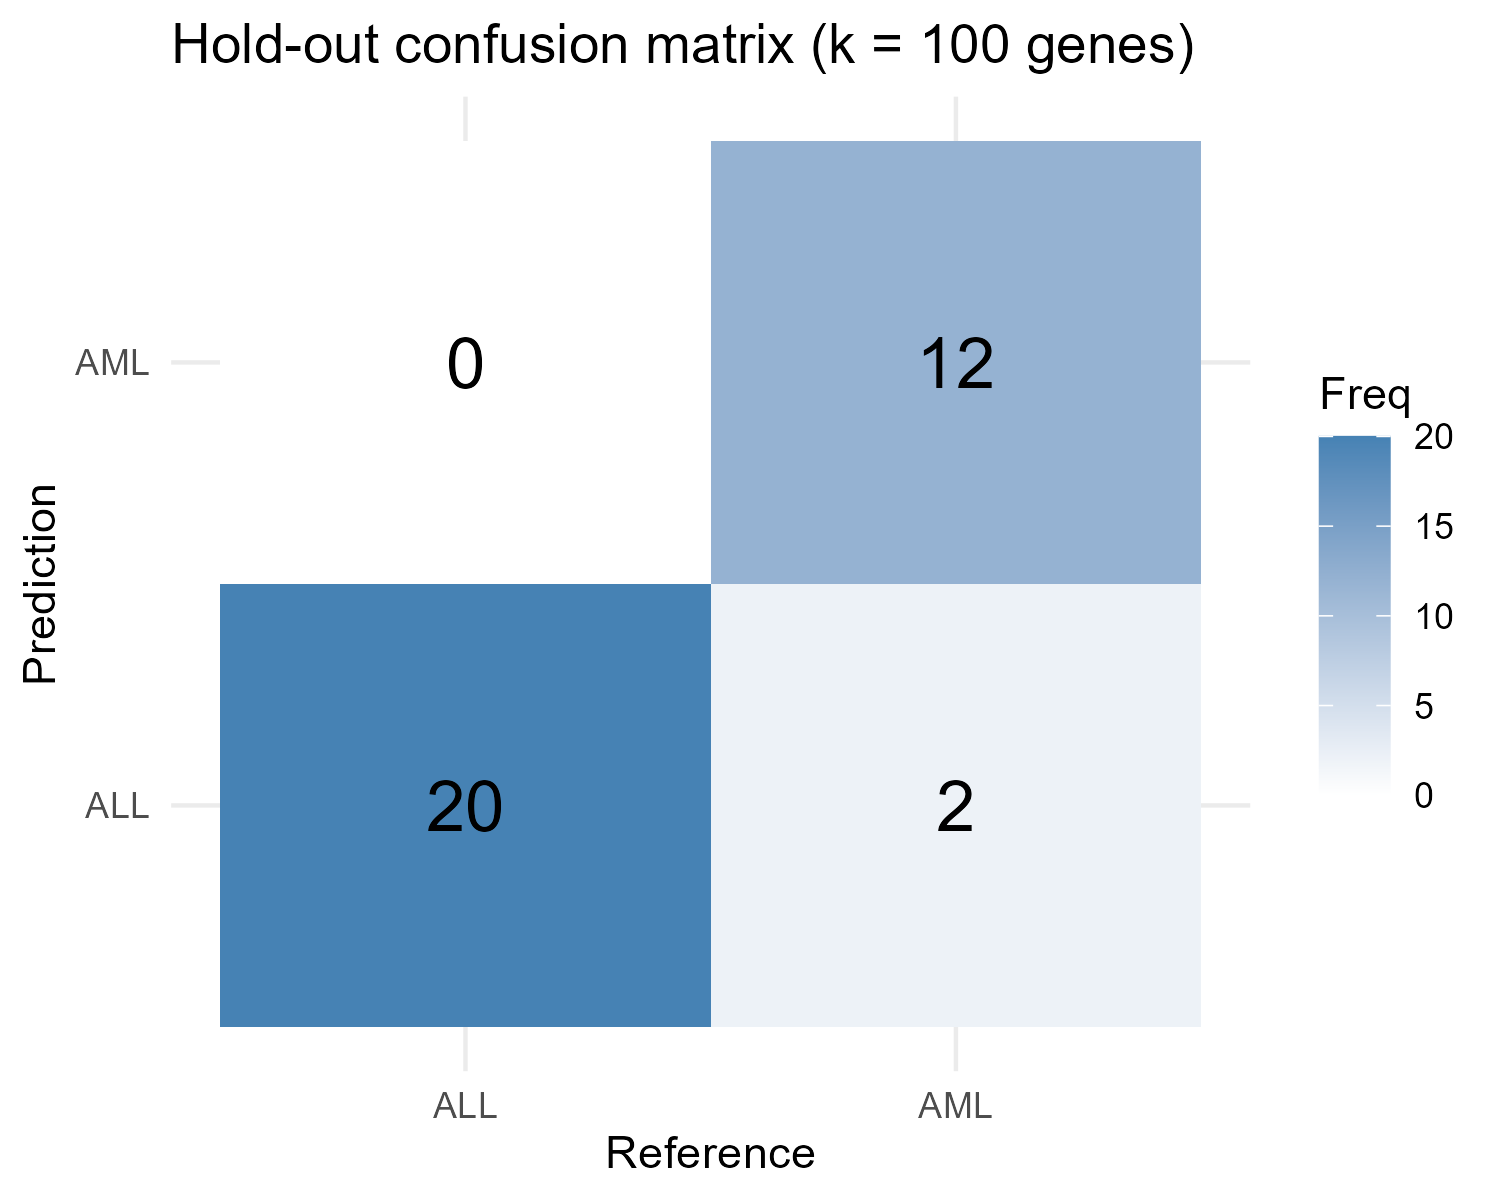 Hold-out confusion matrix (k = 100 genes)
Prediction
AML
ALL
0
12
20
2
ALL
AML
Reference
Freq
20
15
10
5
0